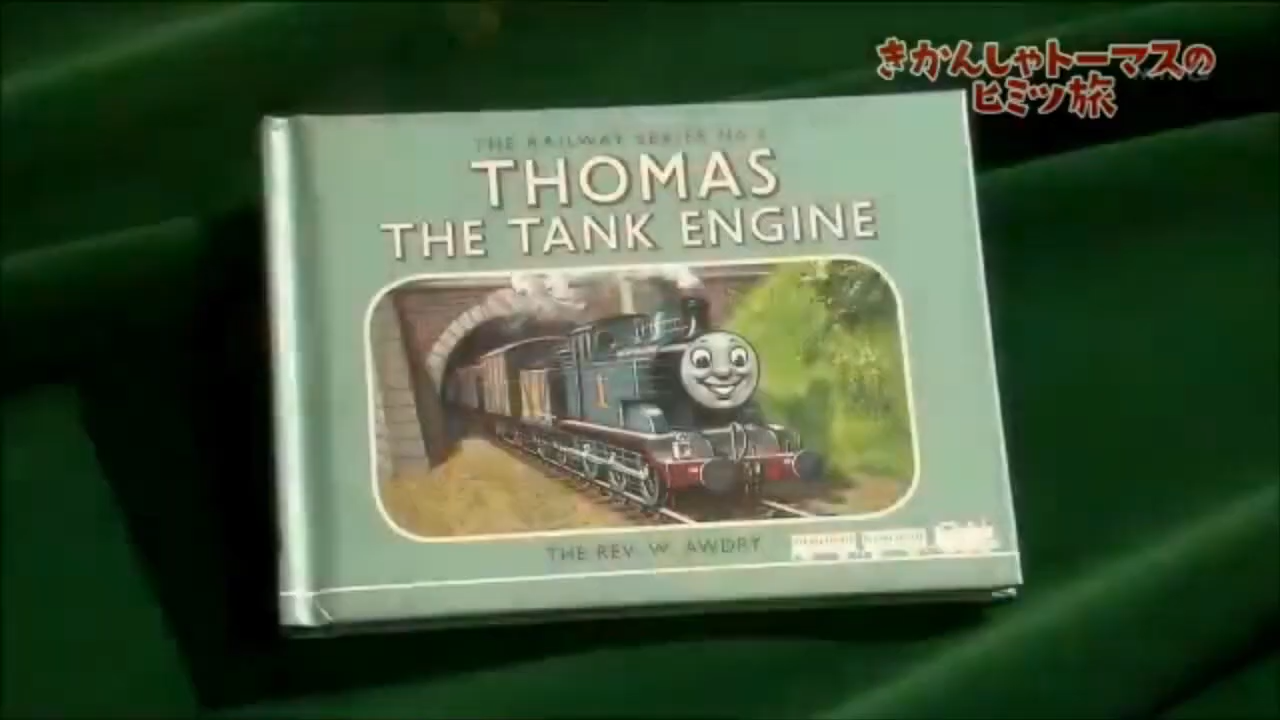 きかんしゃトーマスの
ヒミツ旅
THE RAILWAY SERIES No.
THOMAS
THE TANK ENGINE
1
THE REV. W. AWDRY